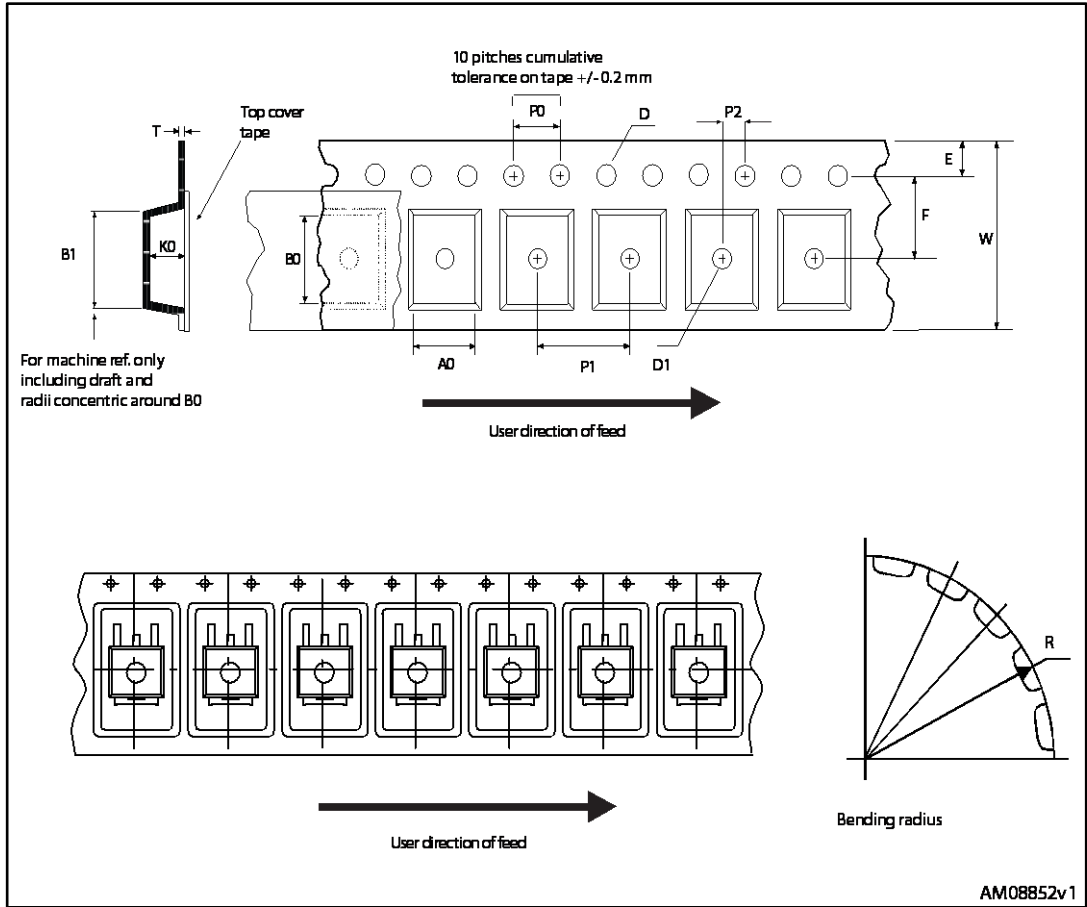 10 pitches cumulative
tolerance on tape +/- 0.2 mm
P0
D
P2
T
Top cover
tape
E
F
W
B1
K0
B0
For machine ref. only
including draft and
radii concentric around B0
A0
P1
D1
User direction of feed
R
Bending radius
User direction of feed
AM08852v1